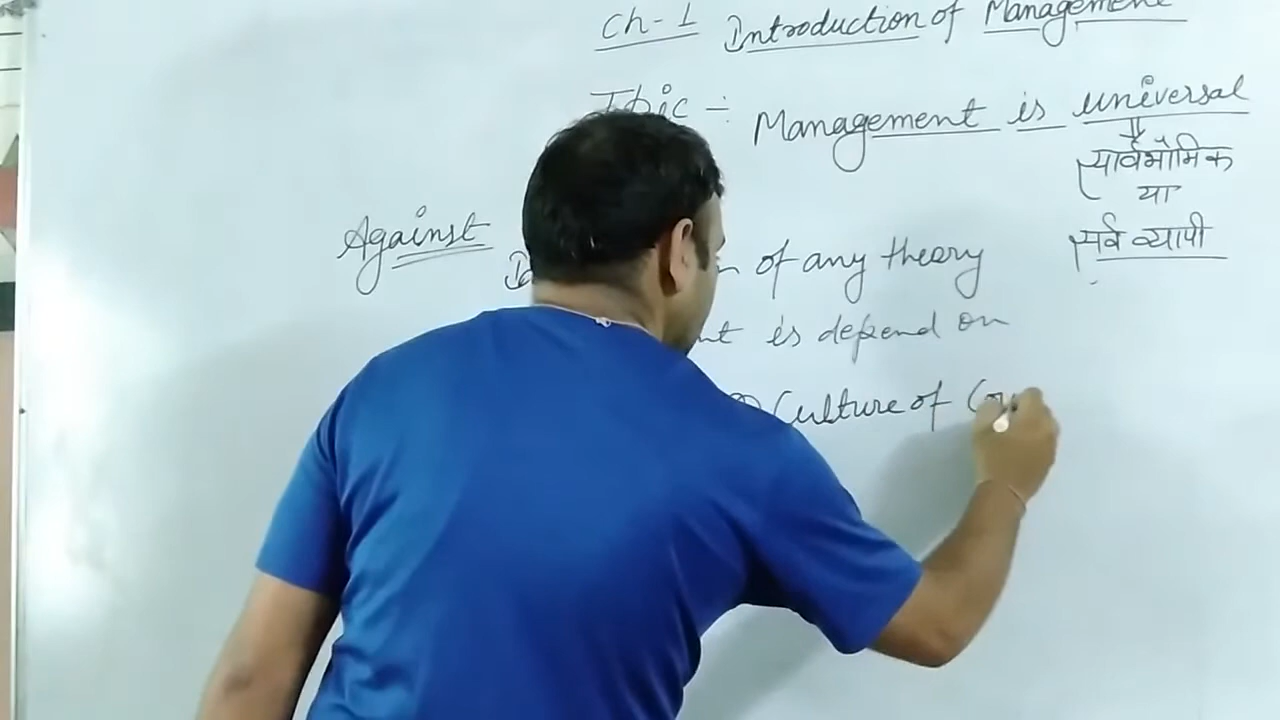 Ch-1 Introduction of Management
Topic :- Management is universal
सार्वभौमिक
या
सर्व व्यापी
Against
of any theory
is depend on
Culture of